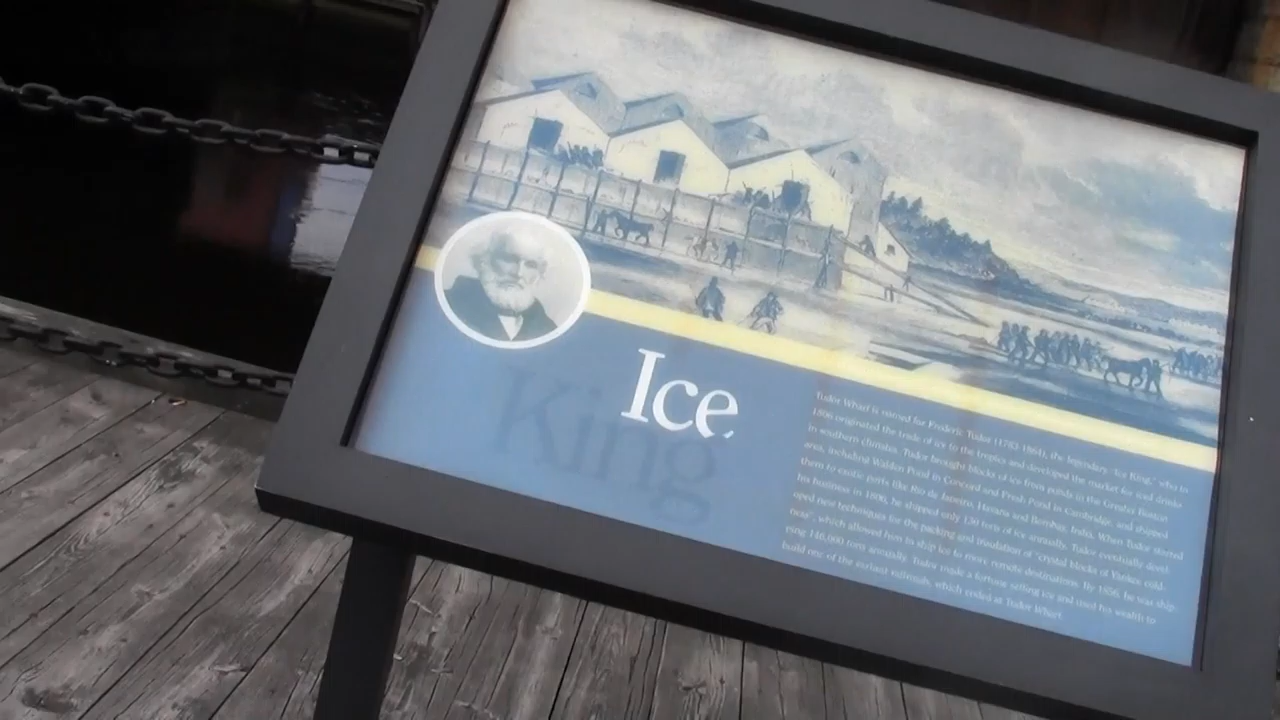 Ice
King
Tudor Wharf is named for Frederic Tudor (1783-1864), the legendary "Ice King," who in
1806 originated the trade of ice to the tropics and developed the market for iced drinks
in southern climates. Tudor brought blocks of ice from ponds in the Greater Boston
area, including Walden Pond in Concord and Fresh Pond in Cambridge, and shipped
them to exotic ports like Rio de Janeiro, Havana and Bombay, India. When Tudor started
his business in 1806, he shipped only 130 tons of ice annually. Tudor eventually devel-
oped new techniques for the packing and insulation of "crystal blocks of Yankee cold-
ness", which allowed him to ship ice to more remote destinations. By 1856, he was ship-
ping 146,000 tons annually. Tudor made a fortune selling ice and used his wealth to
build one of the earliest railroads, which ended at Tudor Wharf.